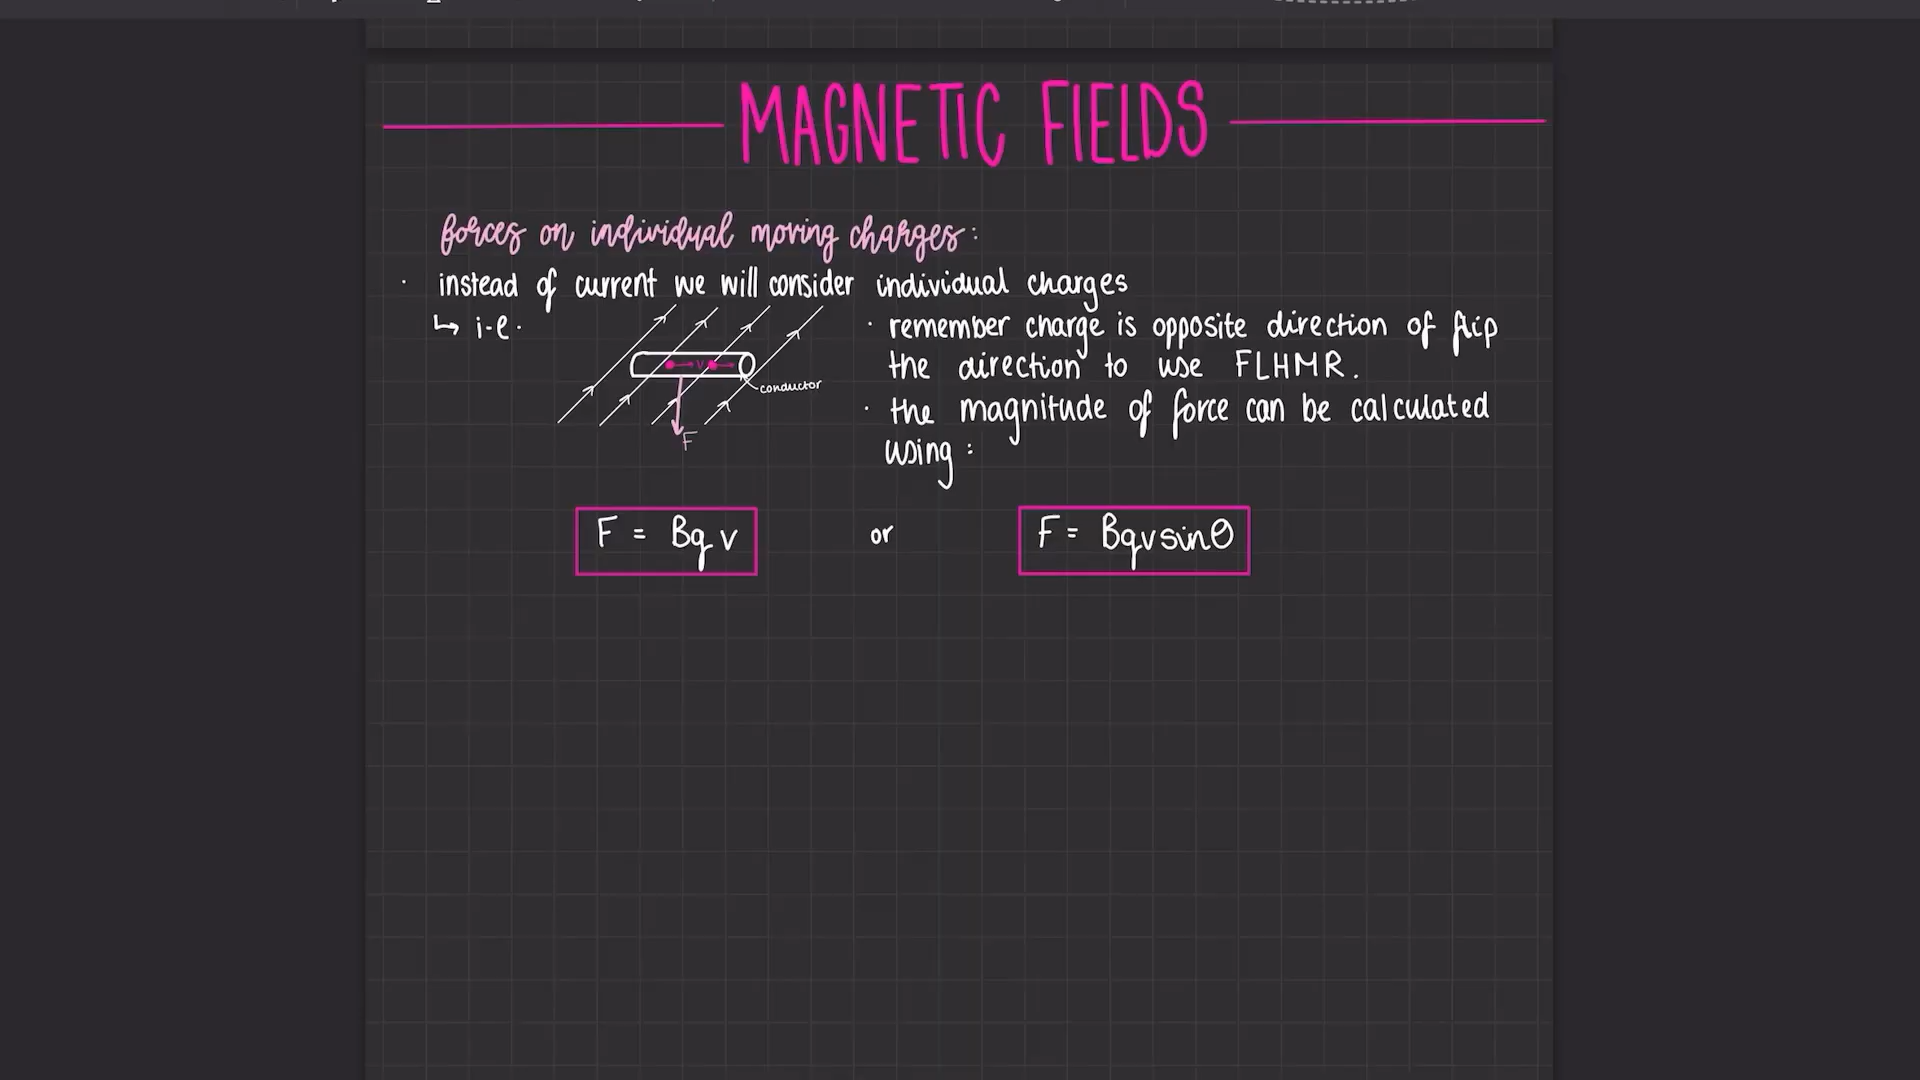 MAGNETIC FIELDS
forces on individual moving charges:
· instead of current we will consider individual charges
↳ i-e.
v
conductor
F
· remember charge is opposite direction of flip
the direction to use FLHMR.
· the magnitude of force can be calculated
using:
F = Bqv or F = Bqvsinθ